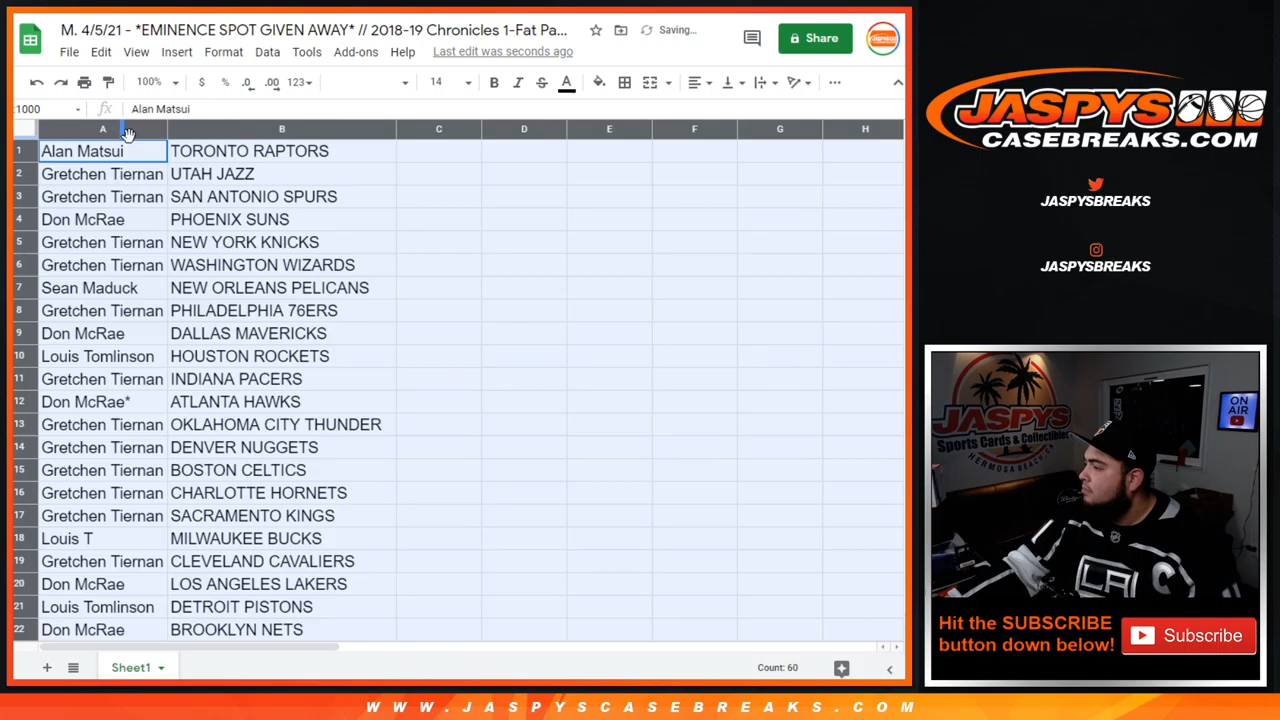 M. 4/5/21 - *EMINENCE SPOT GIVEN AWAY* // 2018-19 Chronicles 1-Fat Pa...
Saving...
Share
File Edit View Insert Format Data Tools Add-ons Help Last edit was seconds ago
100% $ % .0 .00 123 14 B I S A
:1000 fx Alan Matsui
A B C D E F G H
1 Alan Matsui TORONTO RAPTORS
2 Gretchen Tiernan UTAH JAZZ
3 Gretchen Tiernan SAN ANTONIO SPURS
4 Don McRae PHOENIX SUNS
5 Gretchen Tiernan NEW YORK KNICKS
6 Gretchen Tiernan WASHINGTON WIZARDS
7 Sean Maduck NEW ORLEANS PELICANS
8 Gretchen Tiernan PHILADELPHIA 76ERS
9 Don McRae DALLAS MAVERICKS
10 Louis Tomlinson HOUSTON ROCKETS
11 Gretchen Tiernan INDIANA PACERS
12 Don McRae* ATLANTA HAWKS
13 Gretchen Tiernan OKLAHOMA CITY THUNDER
14 Gretchen Tiernan DENVER NUGGETS
15 Gretchen Tiernan BOSTON CELTICS
16 Gretchen Tiernan CHARLOTTE HORNETS
17 Gretchen Tiernan SACRAMENTO KINGS
18 Louis T MILWAUKEE BUCKS
19 Gretchen Tiernan CLEVELAND CAVALIERS
20 Don McRae LOS ANGELES LAKERS
21 Louis Tomlinson DETROIT PISTONS
22 Don McRae BROOKLYN NETS
Sheet1
Count: 60
JASPYS
CASEBREAKS.COM
JASPYSBREAKS
JASPYSBREAKS
JASPYS
Sports Cards & Collectibles
HERMOSA BEACH, CA
ON AIR
LA
C
Hit the SUBSCRIBE
button down below!
Subscribe
WWW.JASPYSCASEBREAKS.COM